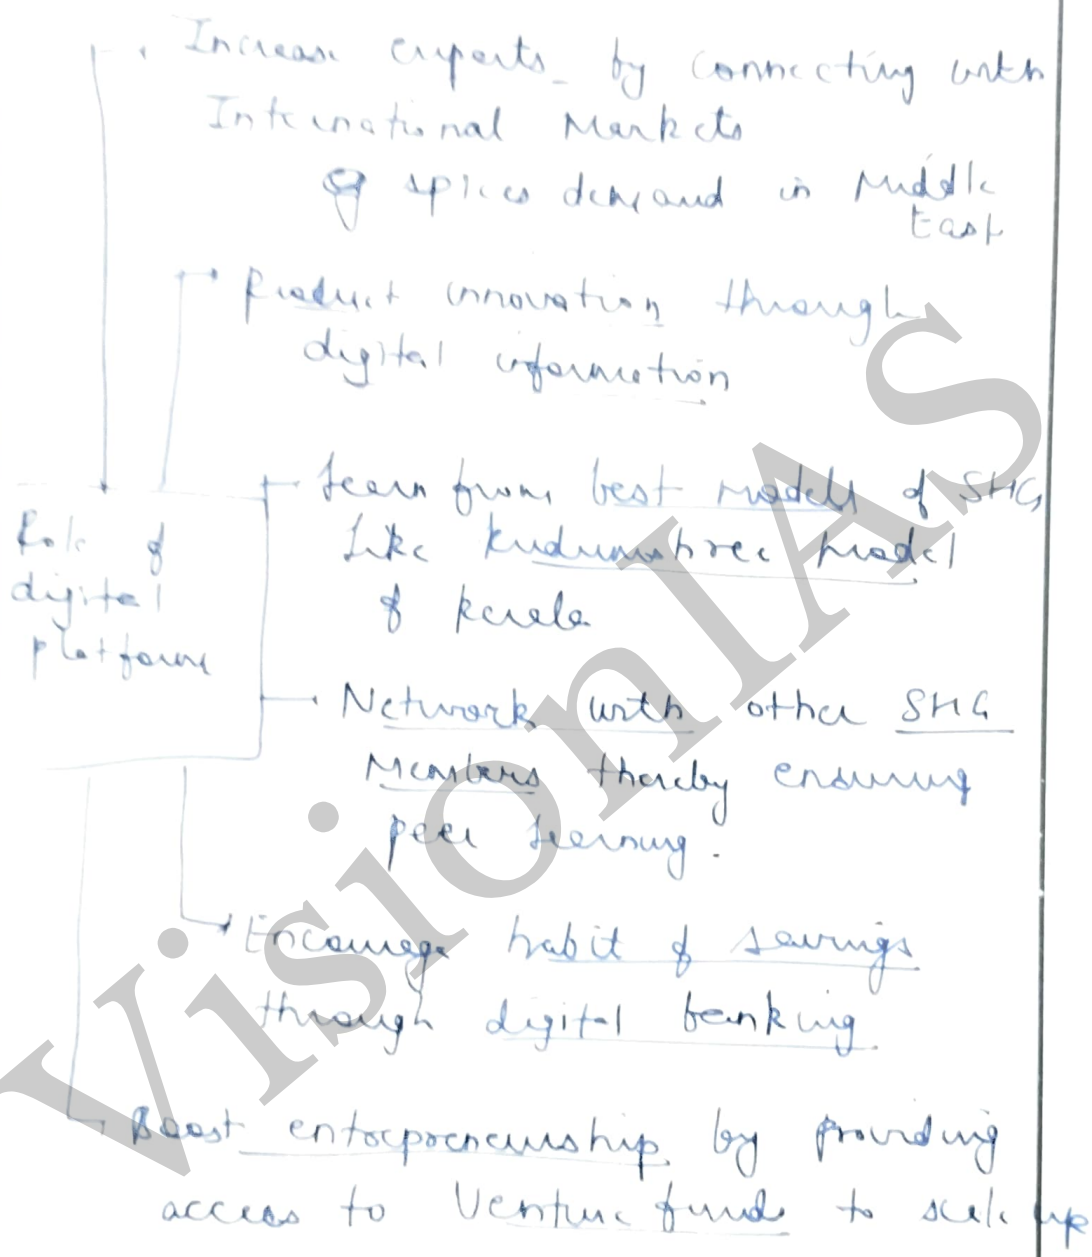 Increase exports by connecting with
International Markets
eg spices demand in Middle
East
Product innovation through
digital information
Learn from best models of SHG
Like Kudumshree model
of Kerala
Role of
digital
platform
Network with other SHG
Members thereby ensuring
peer learning.
Encourage habit of savings
through digital banking
Boost entrepreneurship by providing
access to Venture funds to scale up
VisionIAS